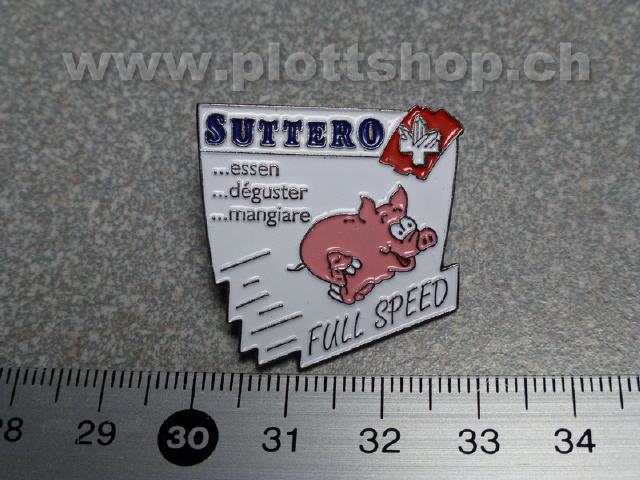 www.plottshop.ch
SUTTERO
...essen
...déguster
...mangiare
FULL SPEED
28 29 30 31 32 33 34